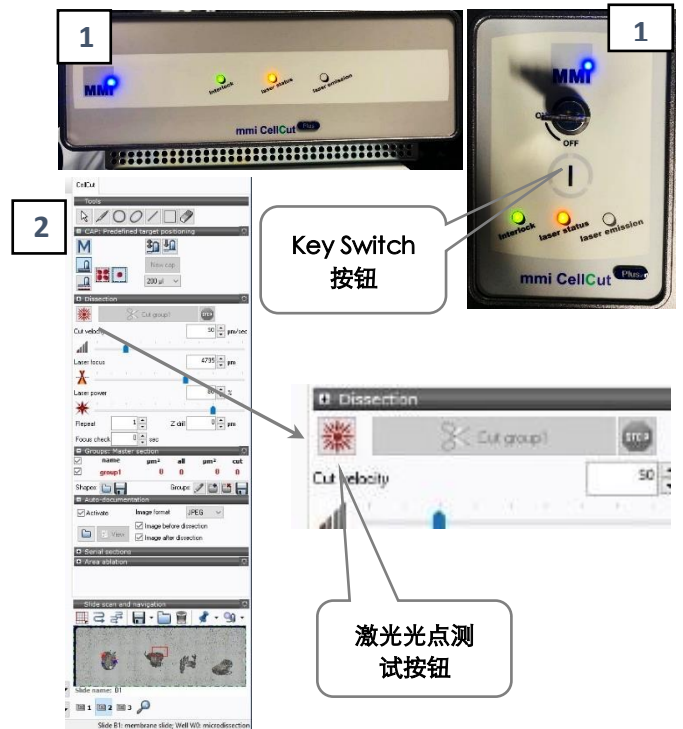 1
MMI
Interlock
laser status
laser emission
mmi CellCut Plus
1
MMI
OFF
Interlock
laser status
laser emission
mmi CellCut Plus
Key Switch
按钮
2
CellCut
Tools
CAP: Predefined target positioning
M
New cap
200 µl
Dissection
Cut group1
STOP
Cut velocity
50
µm/sec
Laser focus
4795
µm
Laser power
%
Repeat
1
Z drill
0
µm
Focus check
0
sec
Groups: Master section
name µm² all µm² cut
group1 0 0 0 0
Shapes:
Groups:
Auto-documentation
Activate
Image format
JPEG
View
Image before dissection
Image after dissection
Serial sections
Area ablation
Slide scan and navigation
Slide name: B1
1 2 3
Slide B1: membrane slide; Well W0: microdissection
Dissection
Cut group1
STOP
Cut velocity
50
激光光点测
试按钮